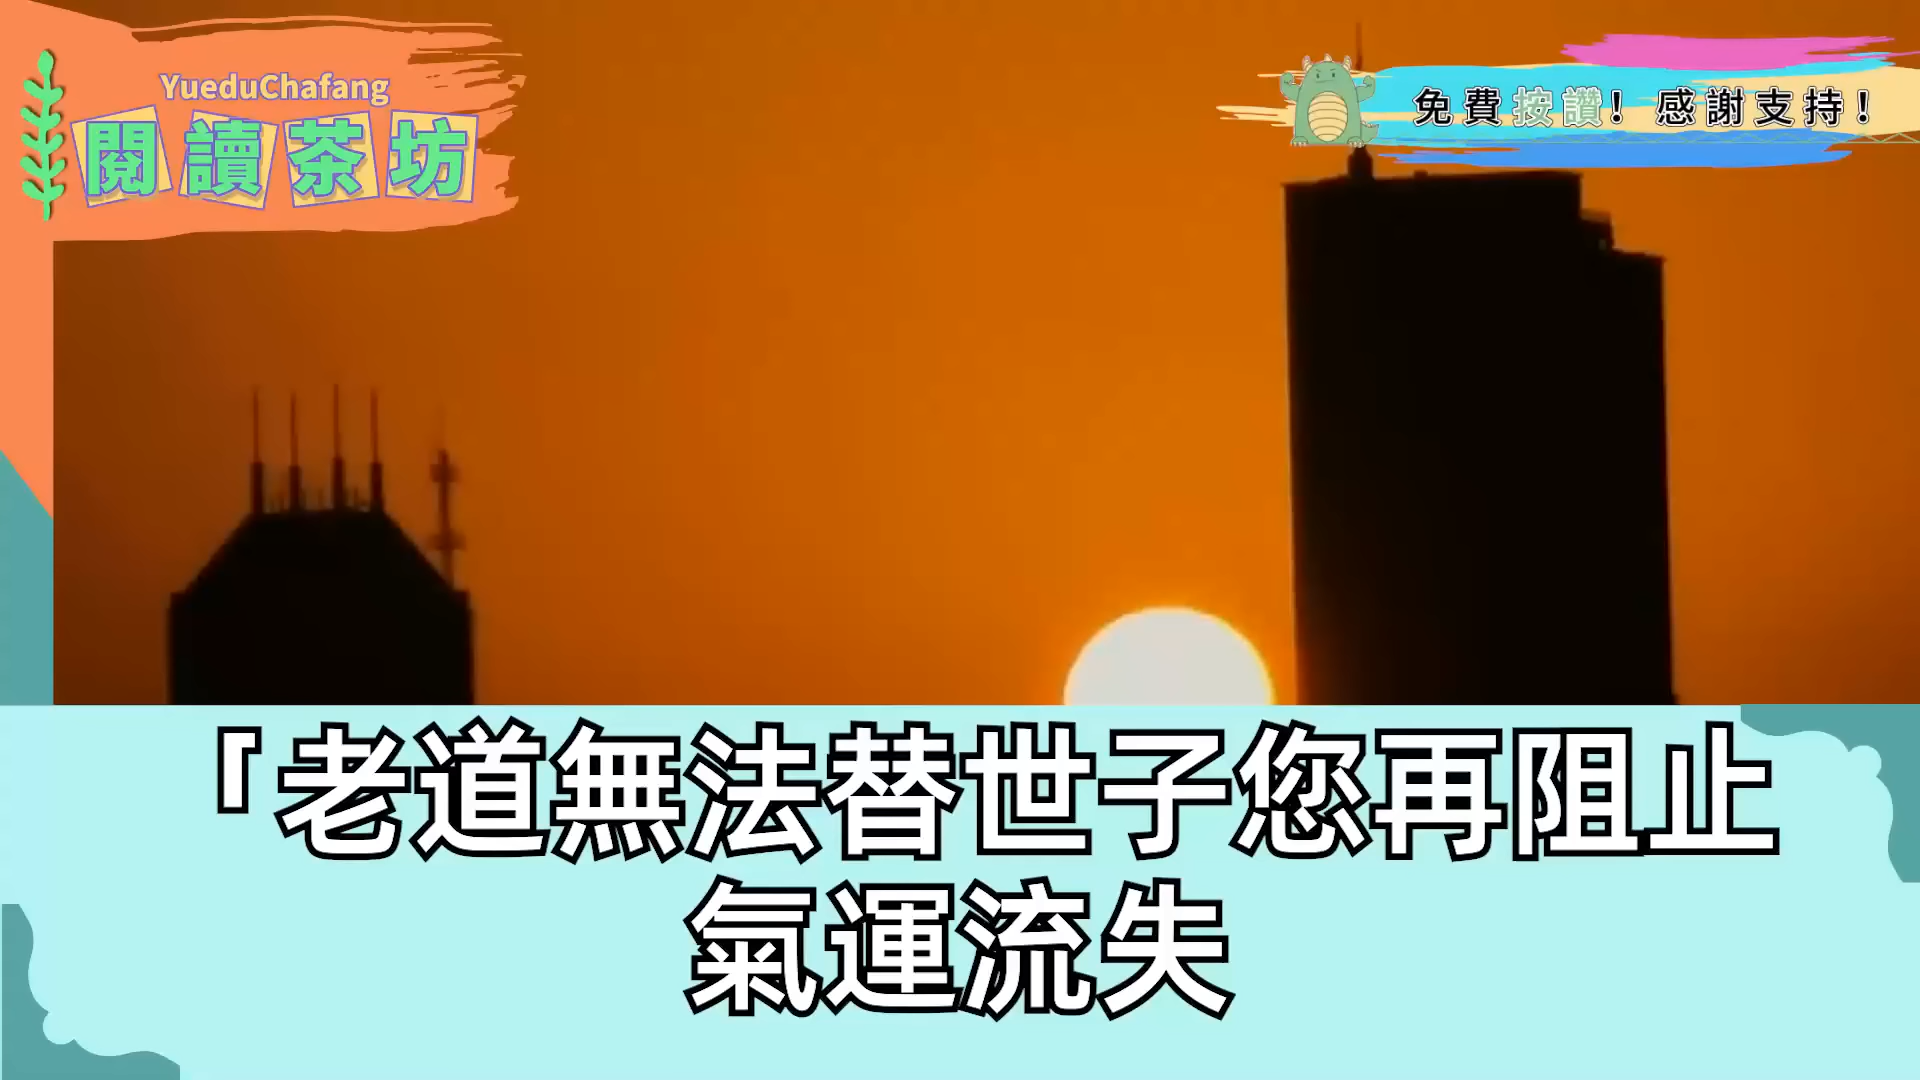 YueduChafang
閱讀茶坊
免費按讚！感謝支持！
「老道無法替世子您再阻止
氣運流失